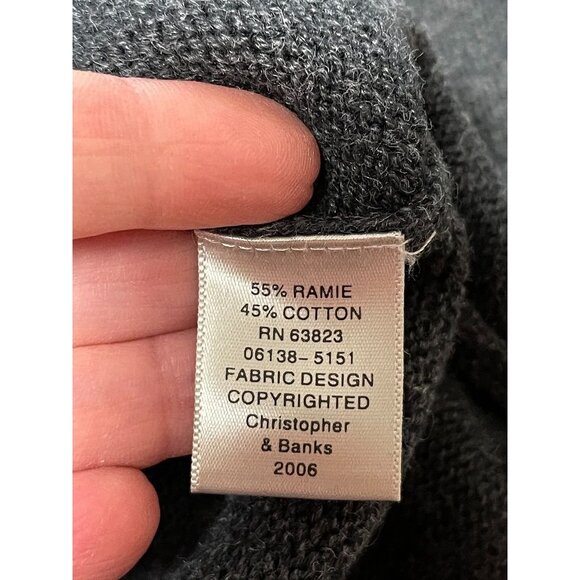 55% RAMIE
45% COTTON
RN 63823
06138-5151
FABRIC DESIGN
COPYRIGHTED
Christopher
& Banks
2006